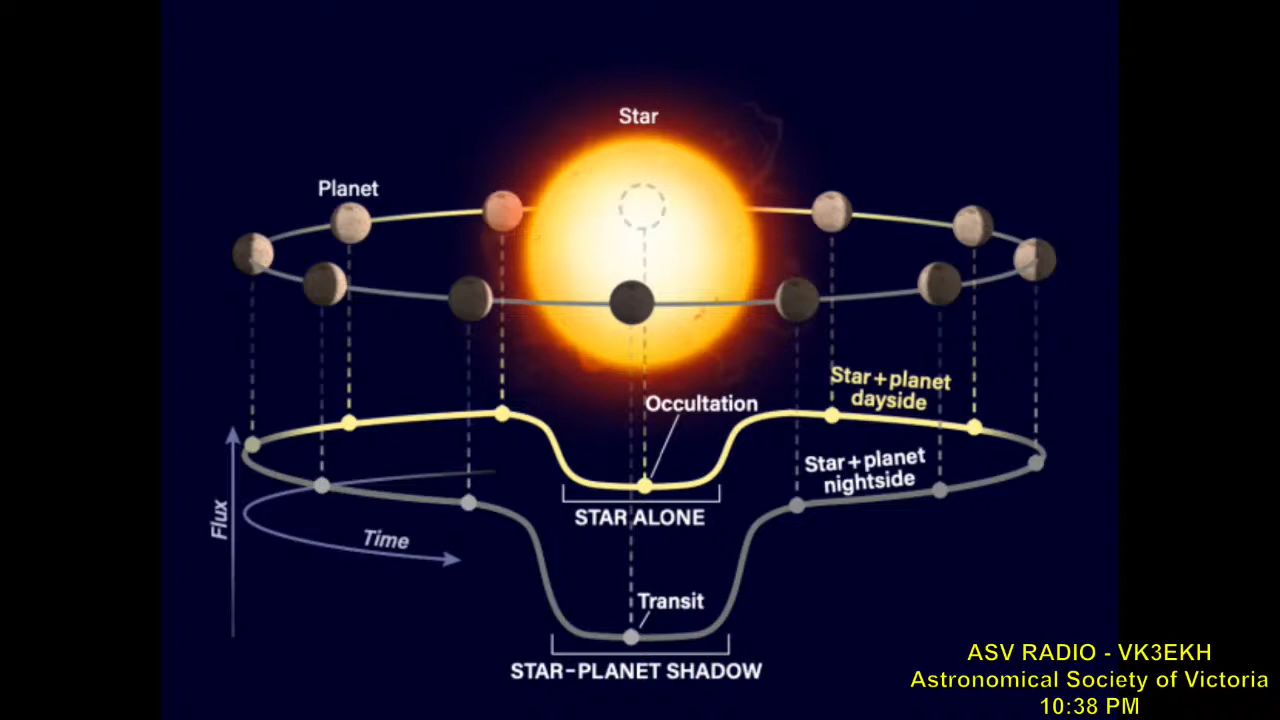 Star
Planet
Star+planet
dayside
Occultation
Star+planet
nightside
Flux
Time
STAR ALONE
Transit
STAR-PLANET SHADOW
ASV RADIO - VK3EKH
Astronomical Society of Victoria
10:38 PM